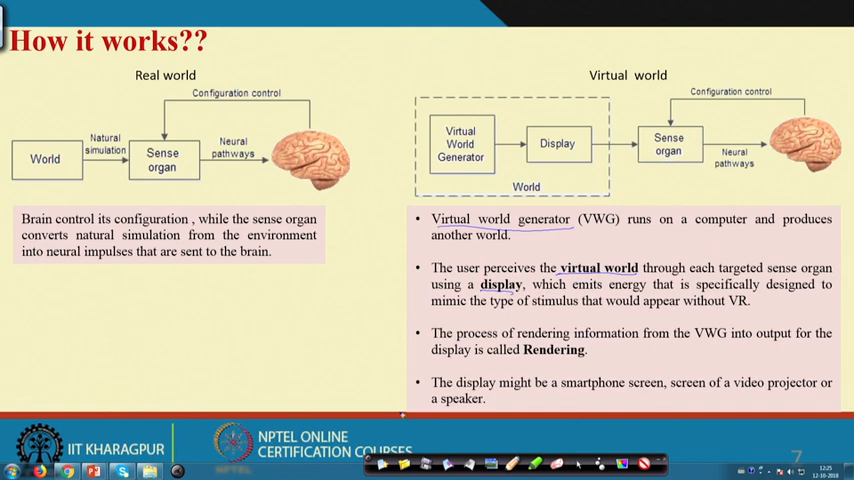 How it works??
Real world
Configuration control
World
Natural
simulation
Sense
organ
Neural
pathways
Brain control its configuration , while the sense organ
converts natural simulation from the environment
into neural impulses that are sent to the brain.
Virtual world
Configuration control
Virtual
World
Generator
Display
World
Sense
organ
Neural
pathways
• Virtual world generator (VWG) runs on a computer and produces
another world.
• The user perceives the virtual world through each targeted sense organ
using a display, which emits energy that is specifically designed to
mimic the type of stimulus that would appear without VR.
• The process of rendering information from the VWG into output for the
display is called Rendering.
• The display might be a smartphone screen, screen of a video projector or
a speaker.
IIT KHARAGPUR
NPTEL ONLINE
CERTIFICATION COURSES
NPTEL
7
12:25
12-10-2018